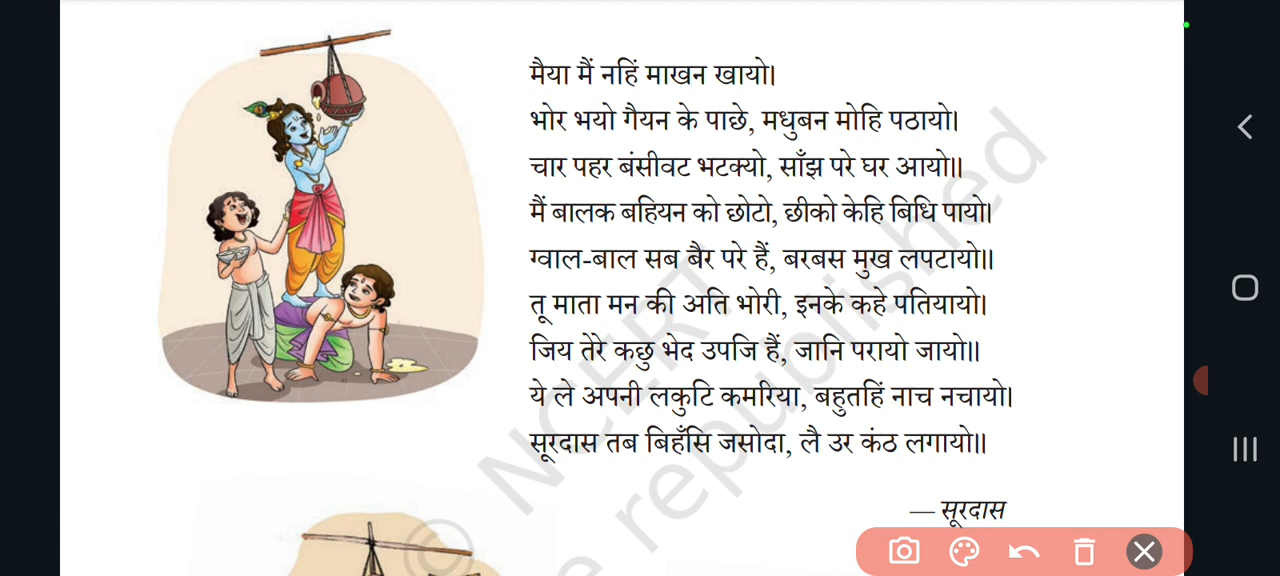 मैया मैं नहिं माखन खायो।
भोर भयो गैयन के पाछे, मधुबन मोहि पठायो।
चार पहर बंसीवट भटक्यो, साँझ परे घर आयो॥
मैं बालक बहियन को छोटो, छीको केहि बिधि पायो।
ग्वाल-बाल सब बैर परे हैं, बरबस मुख लपटायो॥
तू माता मन की अति भोरी, इनके कहे पतियायो।
जिय तेरे कछु भेद उपजि हैं, जानि परायो जायो॥
ये ले अपनी लकुटि कमरिया, बहुतहिं नाच नचायो।
सूरदास तब बिहँसि जसोदा, लै उर कंठ लगायो॥
— सूरदास
© NCERT
e republished